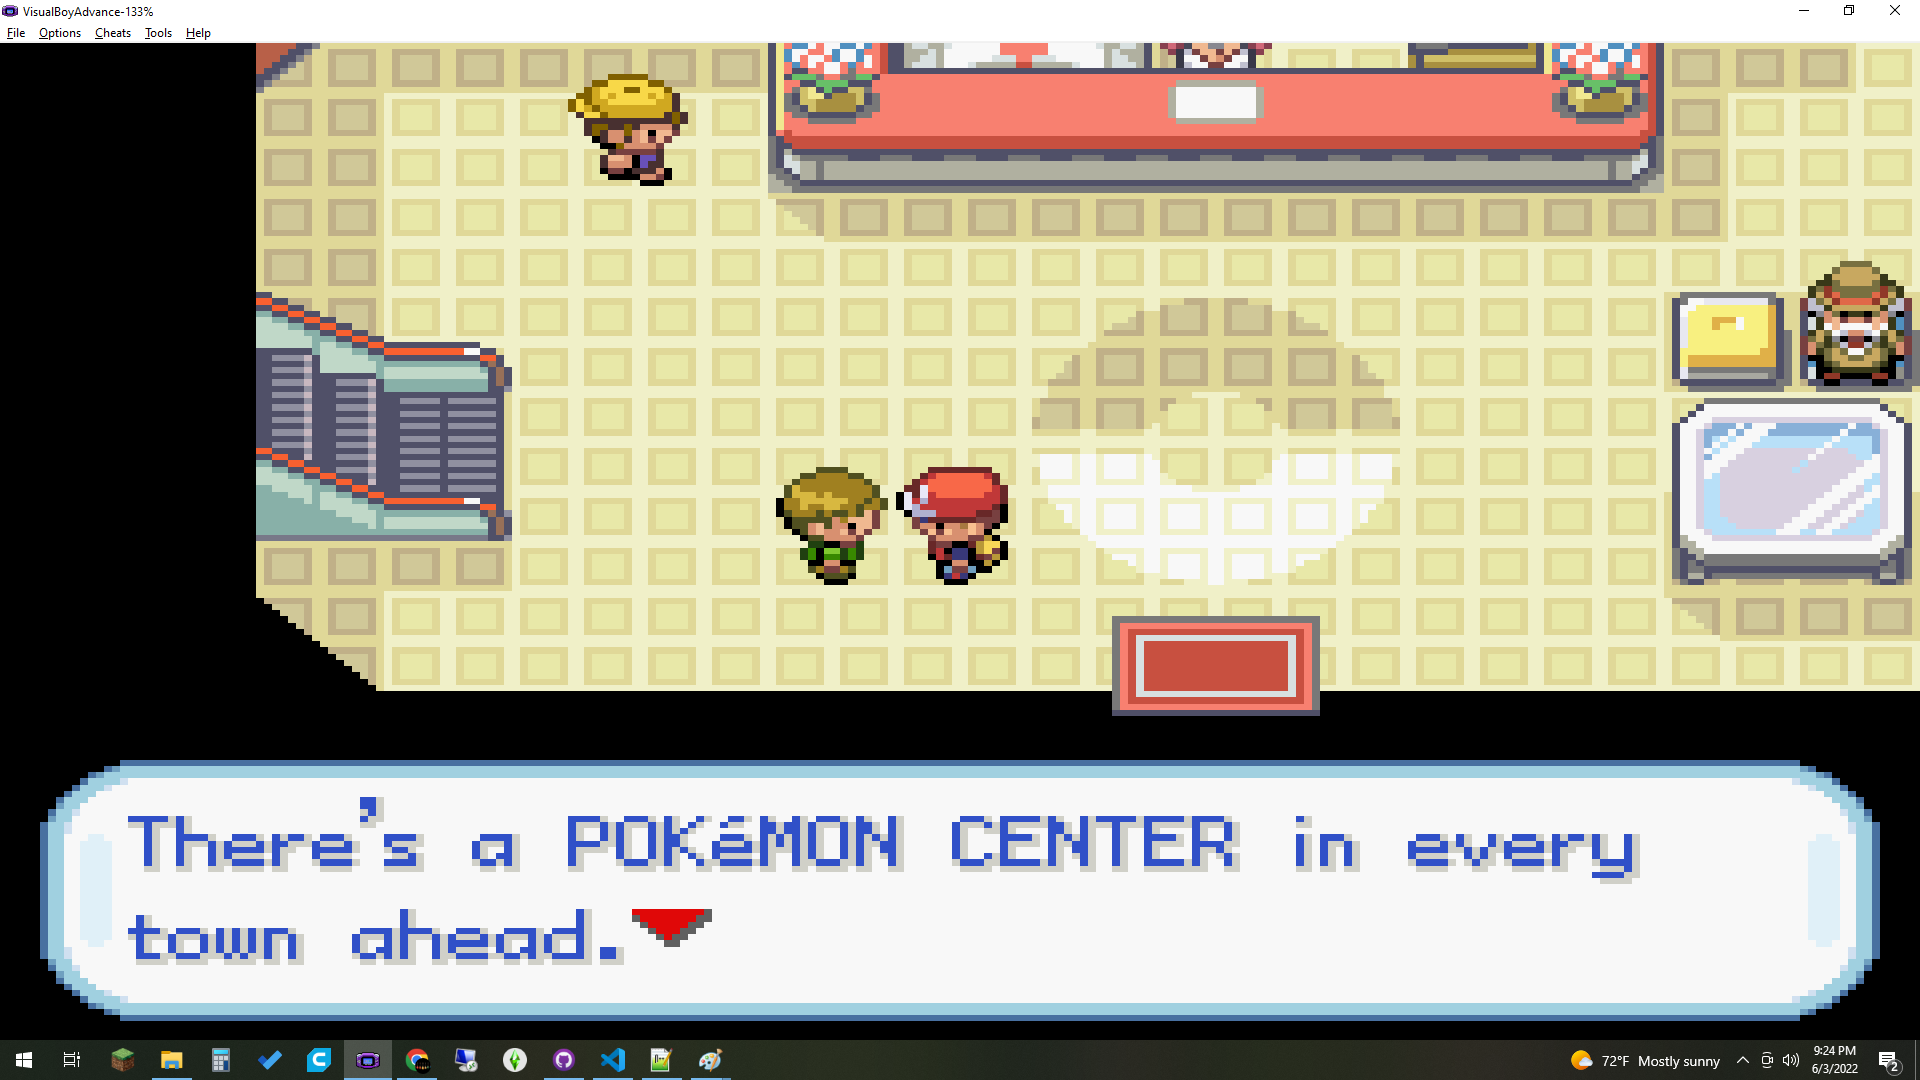 VisualBoyAdvance-133%
File Options Cheats Tools Help
There's a POKéMON CENTER in every
town ahead.
72°F Mostly sunny
9:24 PM
6/3/2022
2